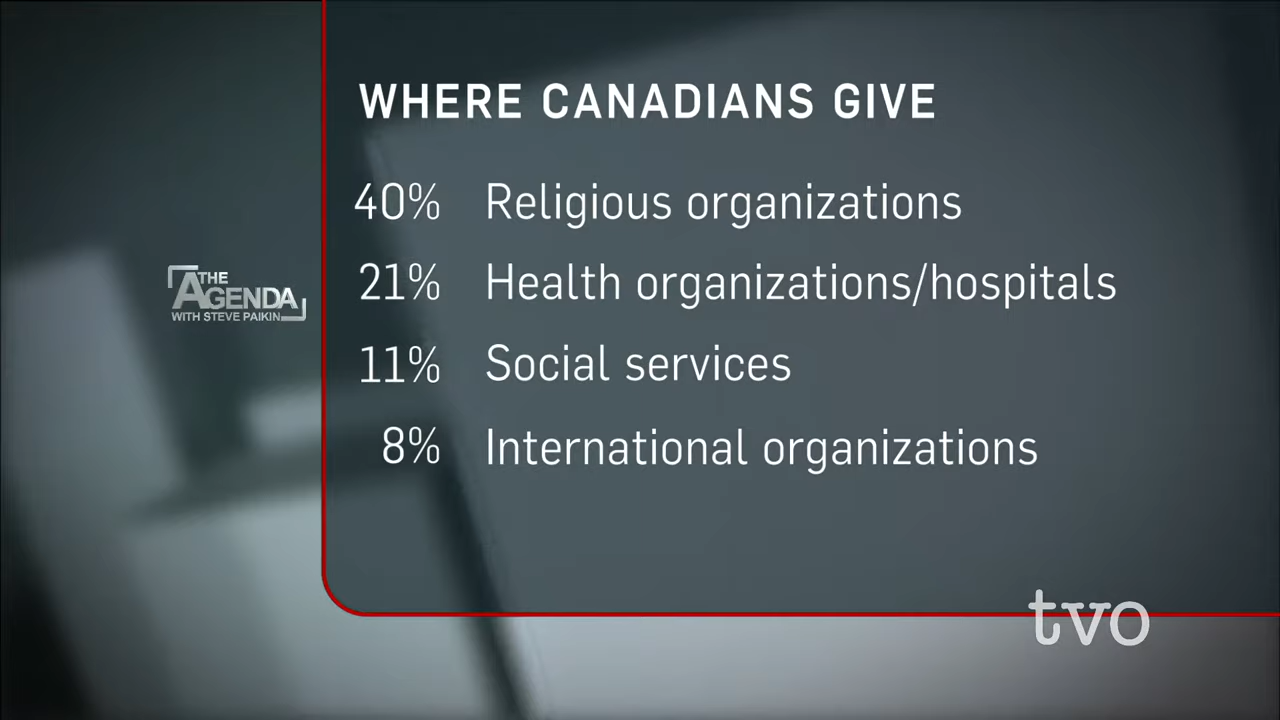 WHERE CANADIANS GIVE
40% Religious organizations
21% Health organizations/hospitals
11% Social services
8% International organizations
THE
AGENDA
WITH STEVE PAIKIN
tvo